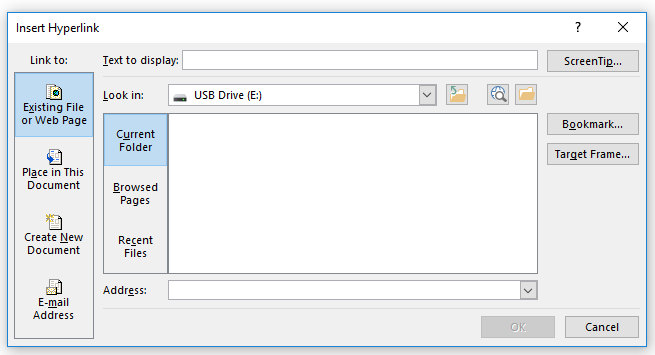 Insert Hyperlink
?
Link to:
Text to display:
ScreenTip...
Existing File
or Web Page
Look in:
USB Drive (E:)
Current
Folder
Bookmark...
Place in This
Document
Target Frame...
Browsed
Pages
Create New
Document
Recent
Files
E-mail
Address
Address:
OK
Cancel